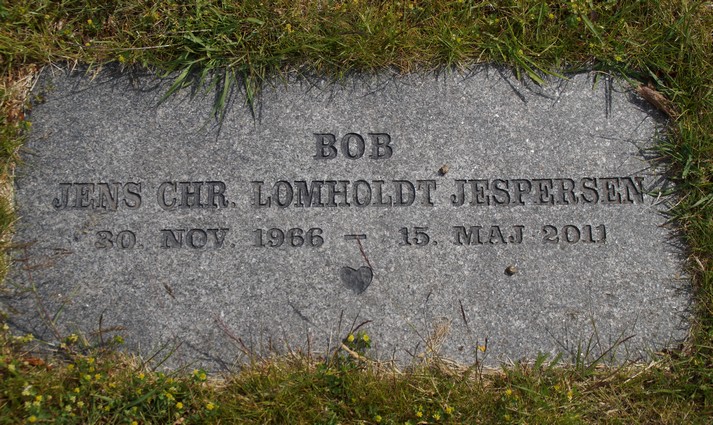 BOB
JENS CHR. LOMHOLDT JESPERSEN
30. NOV. 1966 – 15. MAJ 2011